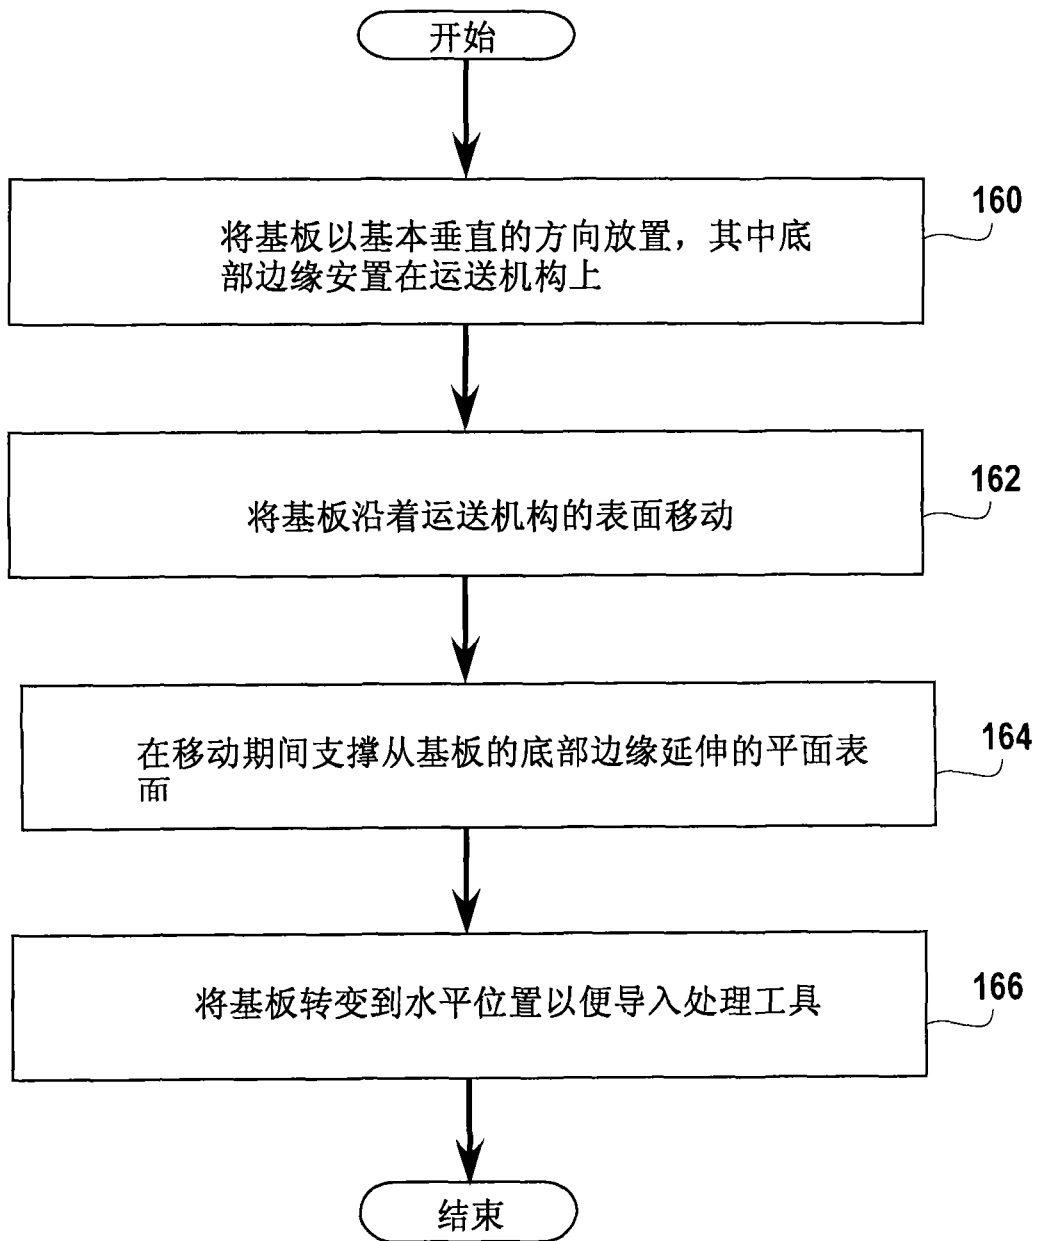 开始
将基板以基本垂直的方向放置，其中底
部边缘安置在运送机构上
160
将基板沿着运送机构的表面移动
162
在移动期间支撑从基板的底部边缘延伸的平面表
面
164
将基板转变到水平位置以便导入处理工具
166
结束